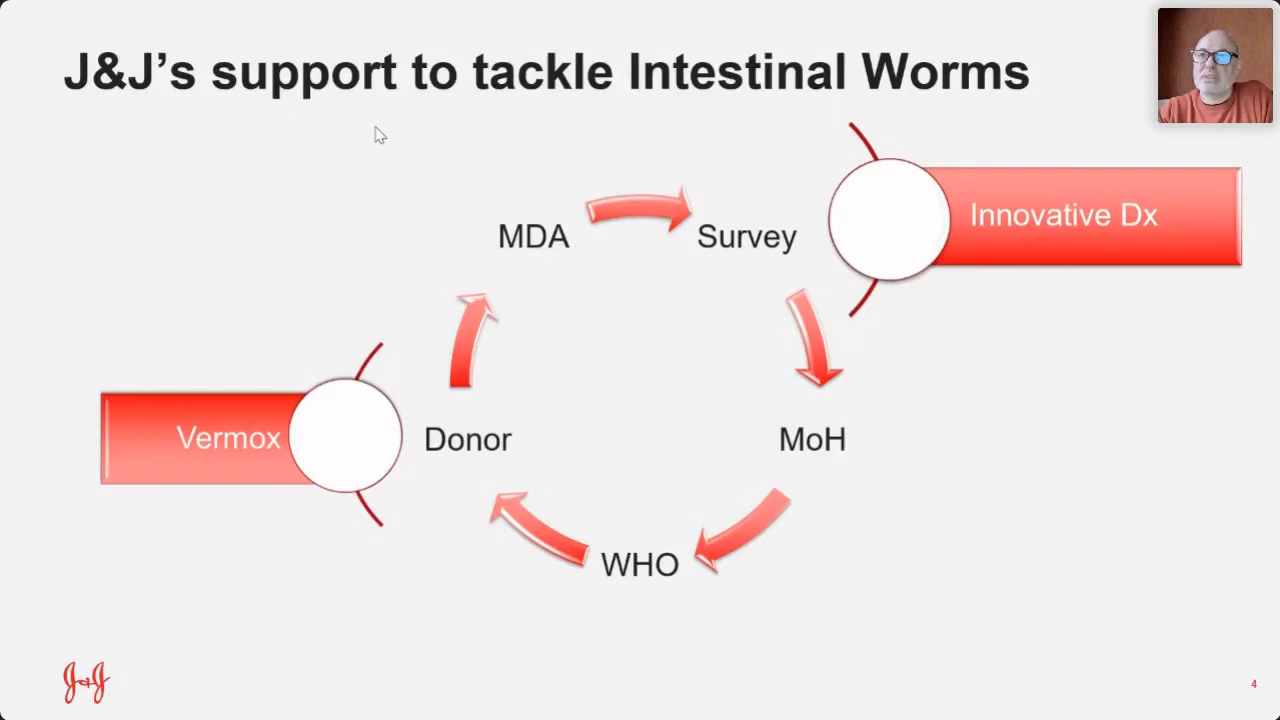 J&J's support to tackle Intestinal Worms
Innovative Dx
MDA
Survey
Vermox
Donor
MoH
WHO
J&J
4